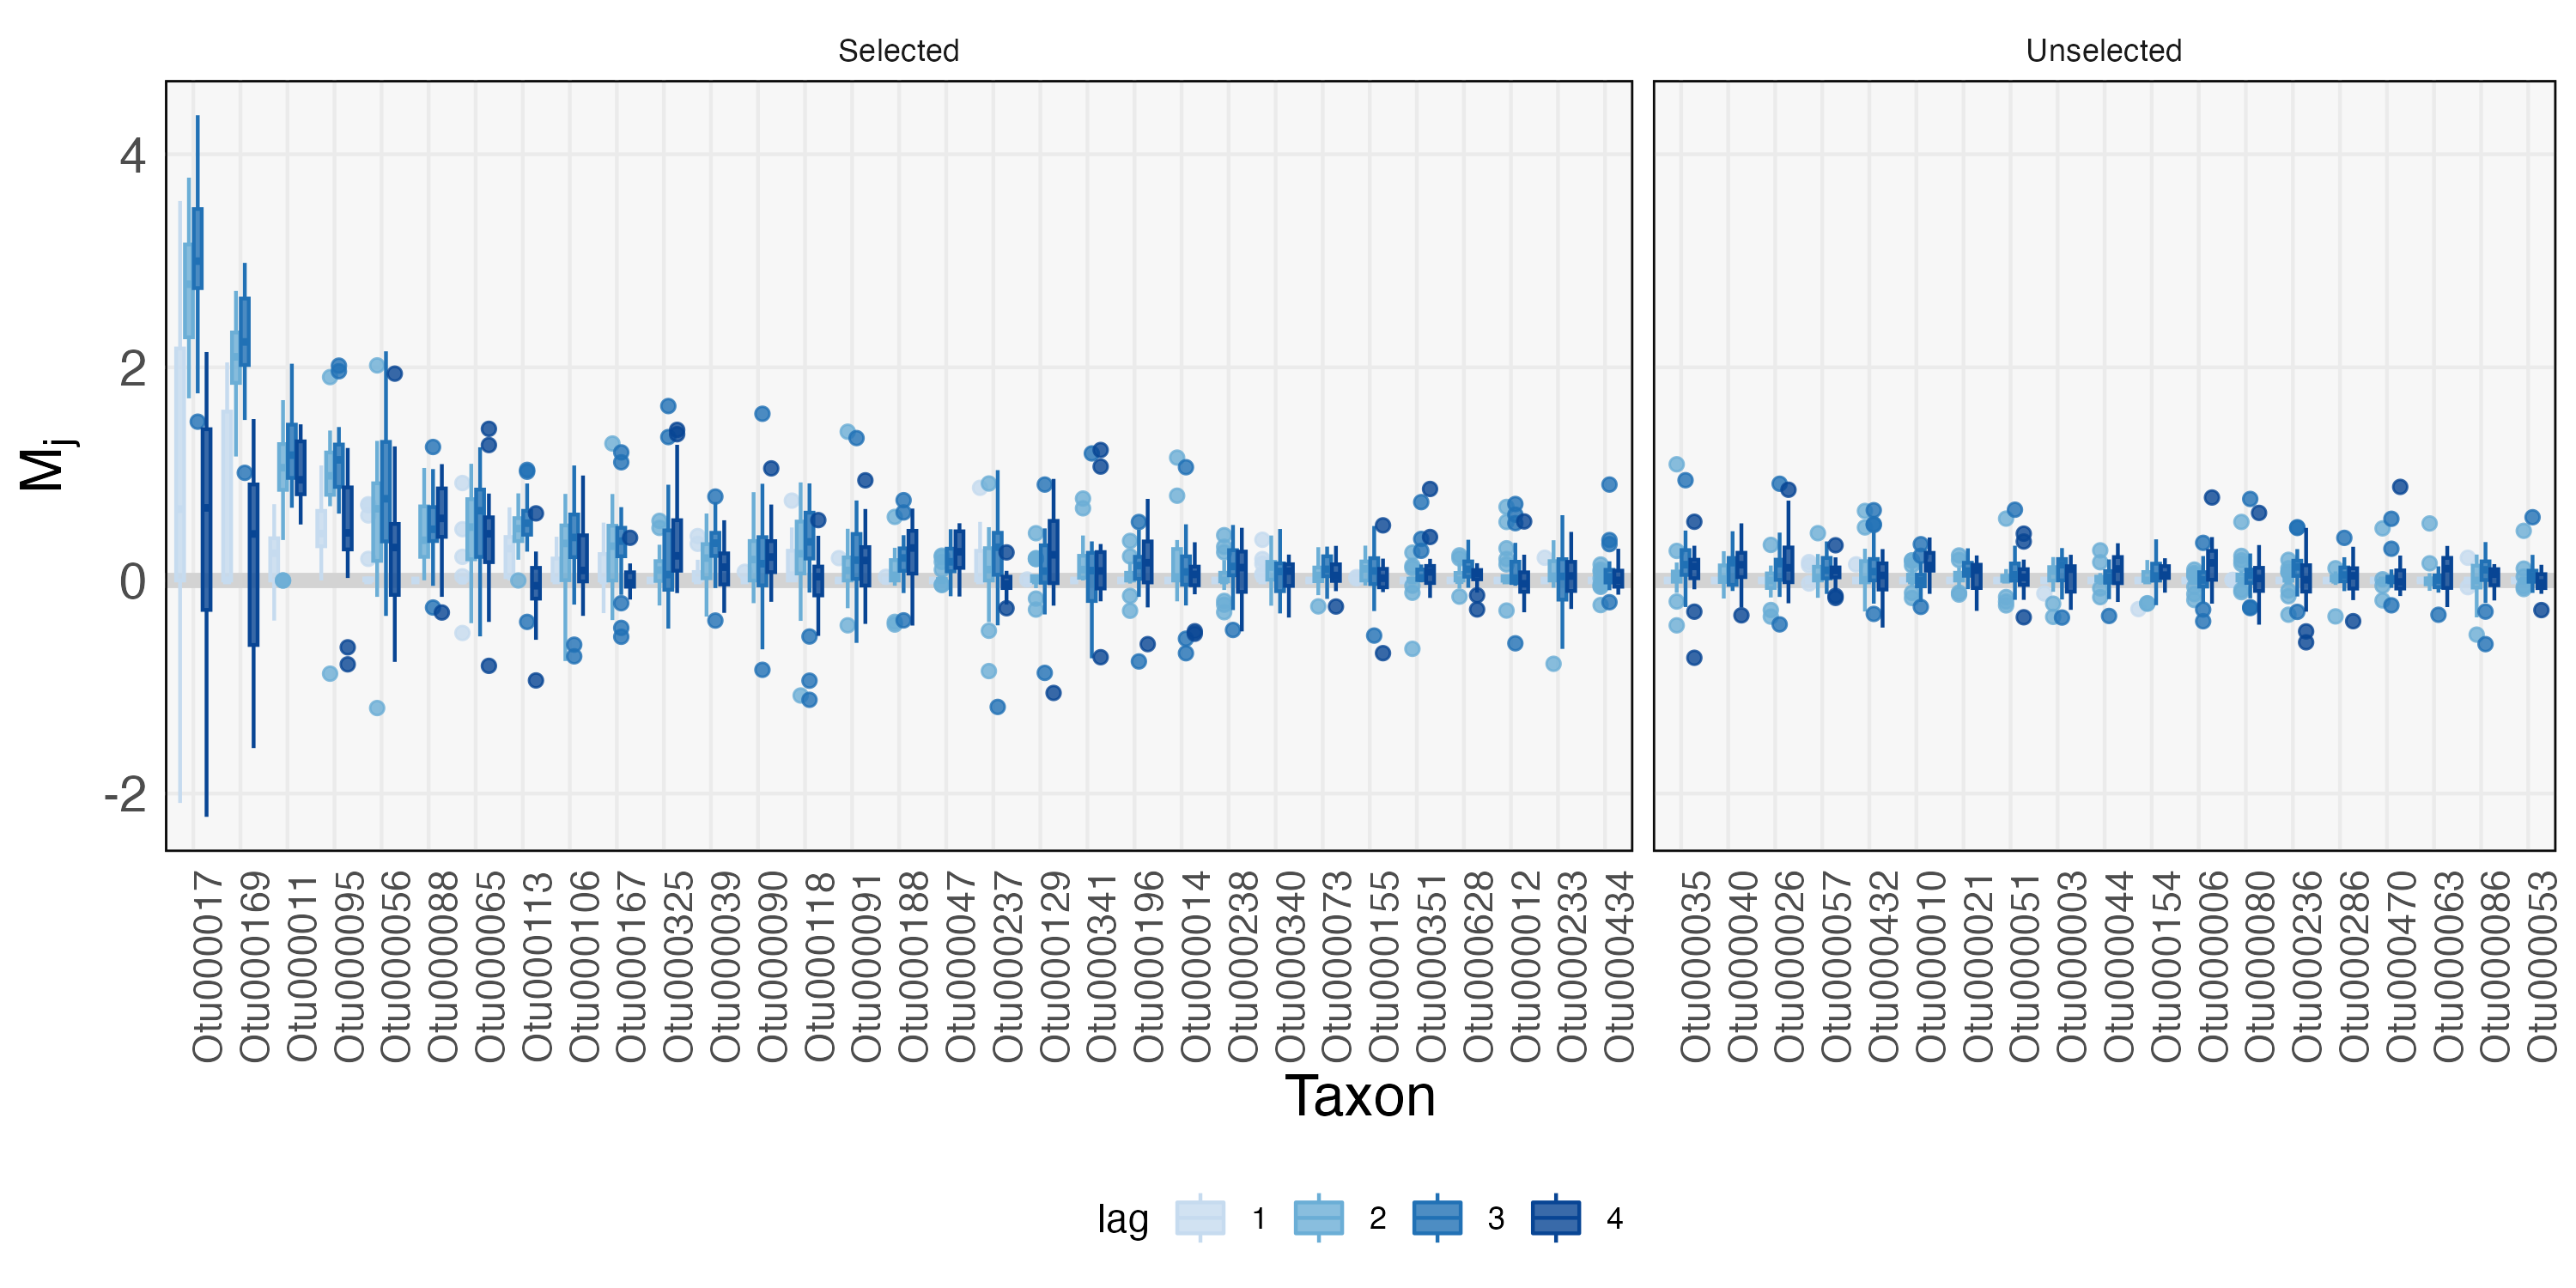 Selected Unselected
4
2
0
-2
Mj
Otu000017 Otu000169 Otu000011 Otu000095 Otu000056 Otu000088 Otu000065 Otu000113 Otu000106 Otu000167 Otu000325 Otu000039 Otu000090 Otu000118 Otu000091 Otu000188 Otu000047 Otu000237 Otu000129 Otu000341 Otu000196 Otu000014 Otu000238 Otu000340 Otu000073 Otu000155 Otu000351 Otu000628 Otu000012 Otu000233 Otu000434 Otu000035 Otu000040 Otu000026 Otu000057 Otu000432 Otu000010 Otu000021 Otu000051 Otu000003 Otu000044 Otu000154 Otu000006 Otu000080 Otu000236 Otu000286 Otu000470 Otu000063 Otu000086 Otu000053
Taxon
lag 1 2 3 4